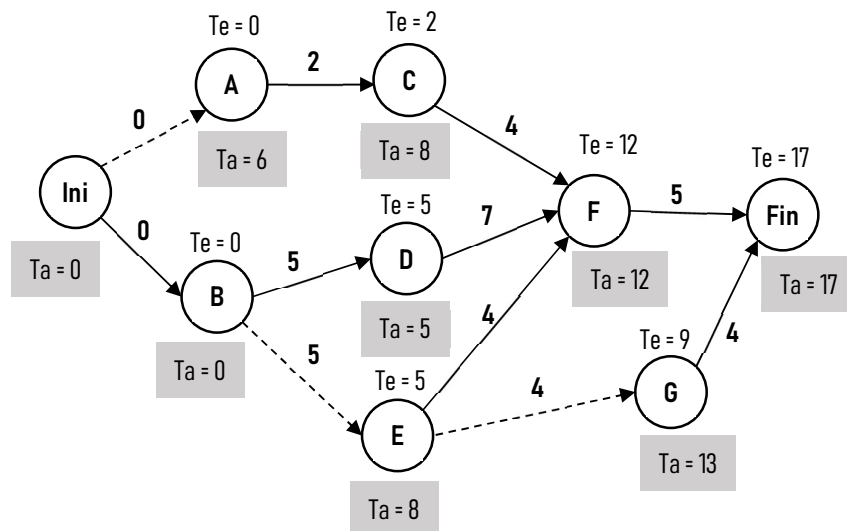 Te = 0
Te = 2
A
2
C
0
4
Ta = 6
Ta = 8
Te = 12
Te = 17
Ini
Te = 5
F
5
Fin
0
Te = 0
7
Ta = 0
5
D
Ta = 12
Ta = 17
B
4
Ta = 5
Te = 9
4
Ta = 0
5
Te = 5
4
G
E
Ta = 13
Ta = 8